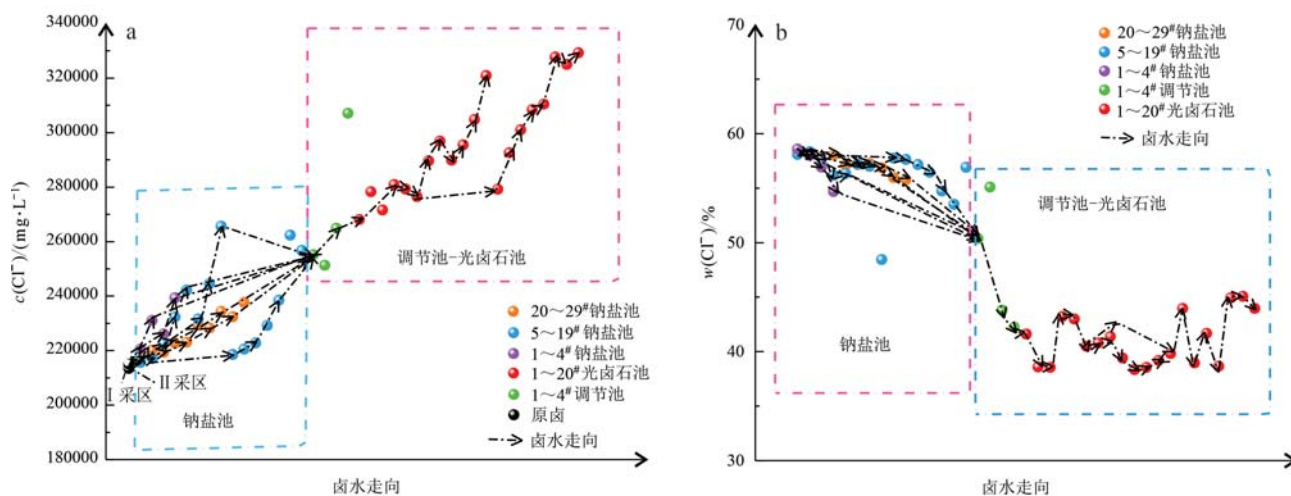 a
340000
320000
300000
280000
260000
240000
220000
200000
180000
c(Cl⁻)/(mg·L⁻¹)
Ⅰ采区
Ⅱ采区
钠盐池
调节池-光卤石池
20～29#钠盐池
5～19#钠盐池
1～4#钠盐池
1～20#光卤石池
1～4#调节池
原卤
卤水走向
卤水走向
b
70
60
50
40
30
w(Cl⁻)/%
20～29#钠盐池
5～19#钠盐池
1～4#钠盐池
1～4#调节池
1～20#光卤石池
卤水走向
调节池-光卤石池
钠盐池
卤水走向